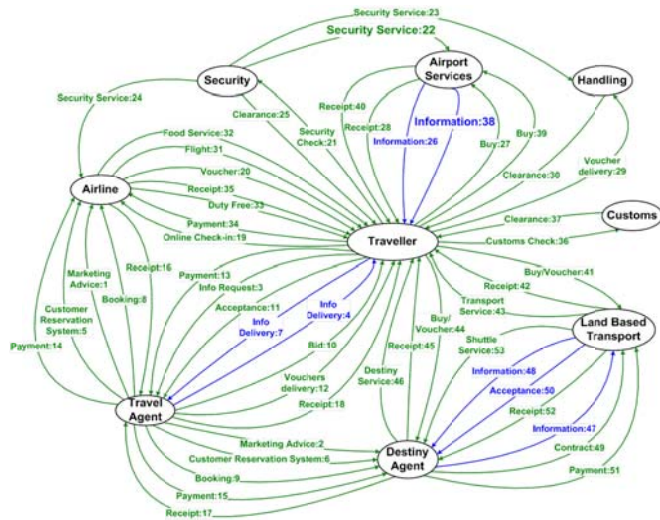 Security Service:23
Security Service:22
Security
Airport
Services
Handling
Security Service:24
Clearance:25
Security
Check:21
Receipt:40
Receipt:28
Information:26
Information:38
Buy:39
Buy:27
Voucher
delivery:29
Clearance:30
Food Service:32
Flight:31
Voucher:20
Receipt:35
Duty Free:33
Payment:34
Online Check-in:19
Airline
Traveller
Clearance:37
Customs
Customs Check:36
Receipt:16
Marketing
Advice:1
Booking:8
Customer
Reservation
System:5
Payment:14
Payment:13
Info Request:3
Acceptance:11
Info
Delivery:7
Info
Delivery:4
Bid:10
Vouchers
delivery:12
Receipt:18
Destiny
Service:46
Receipt:45
Buy/
Voucher:44
Buy/Voucher:41
Receipt:42
Transport
Service:43
Shuttle
Service:53
Land Based
Transport
Information:48
Acceptance:50
Receipt:52
Information:47
Contract:49
Payment:51
Travel
Agent
Marketing Advice:2
Customer Reservation System:6
Booking:9
Payment:15
Receipt:17
Destiny
Agent